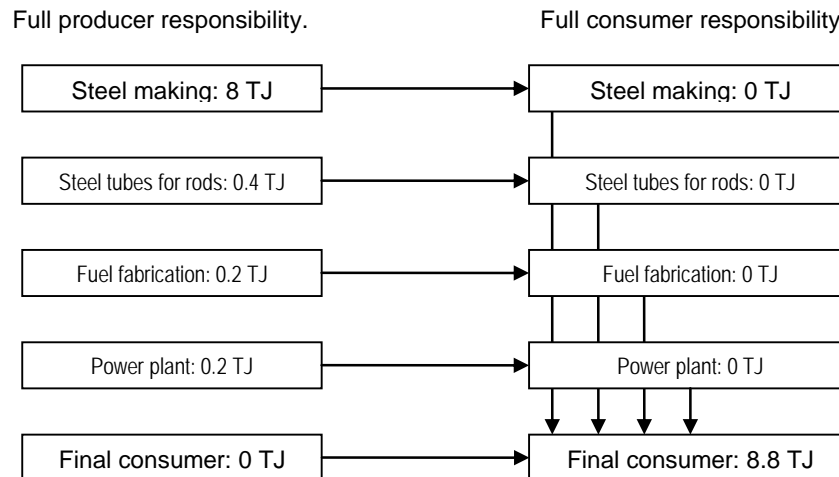 Full producer responsibility.
Full consumer responsibility
Steel making: 8 TJ
Steel making: 0 TJ
Steel tubes for rods: 0.4 TJ
Steel tubes for rods: 0 TJ
Fuel fabrication: 0.2 TJ
Fuel fabrication: 0 TJ
Power plant: 0.2 TJ
Power plant: 0 TJ
Final consumer: 0 TJ
Final consumer: 8.8 TJ